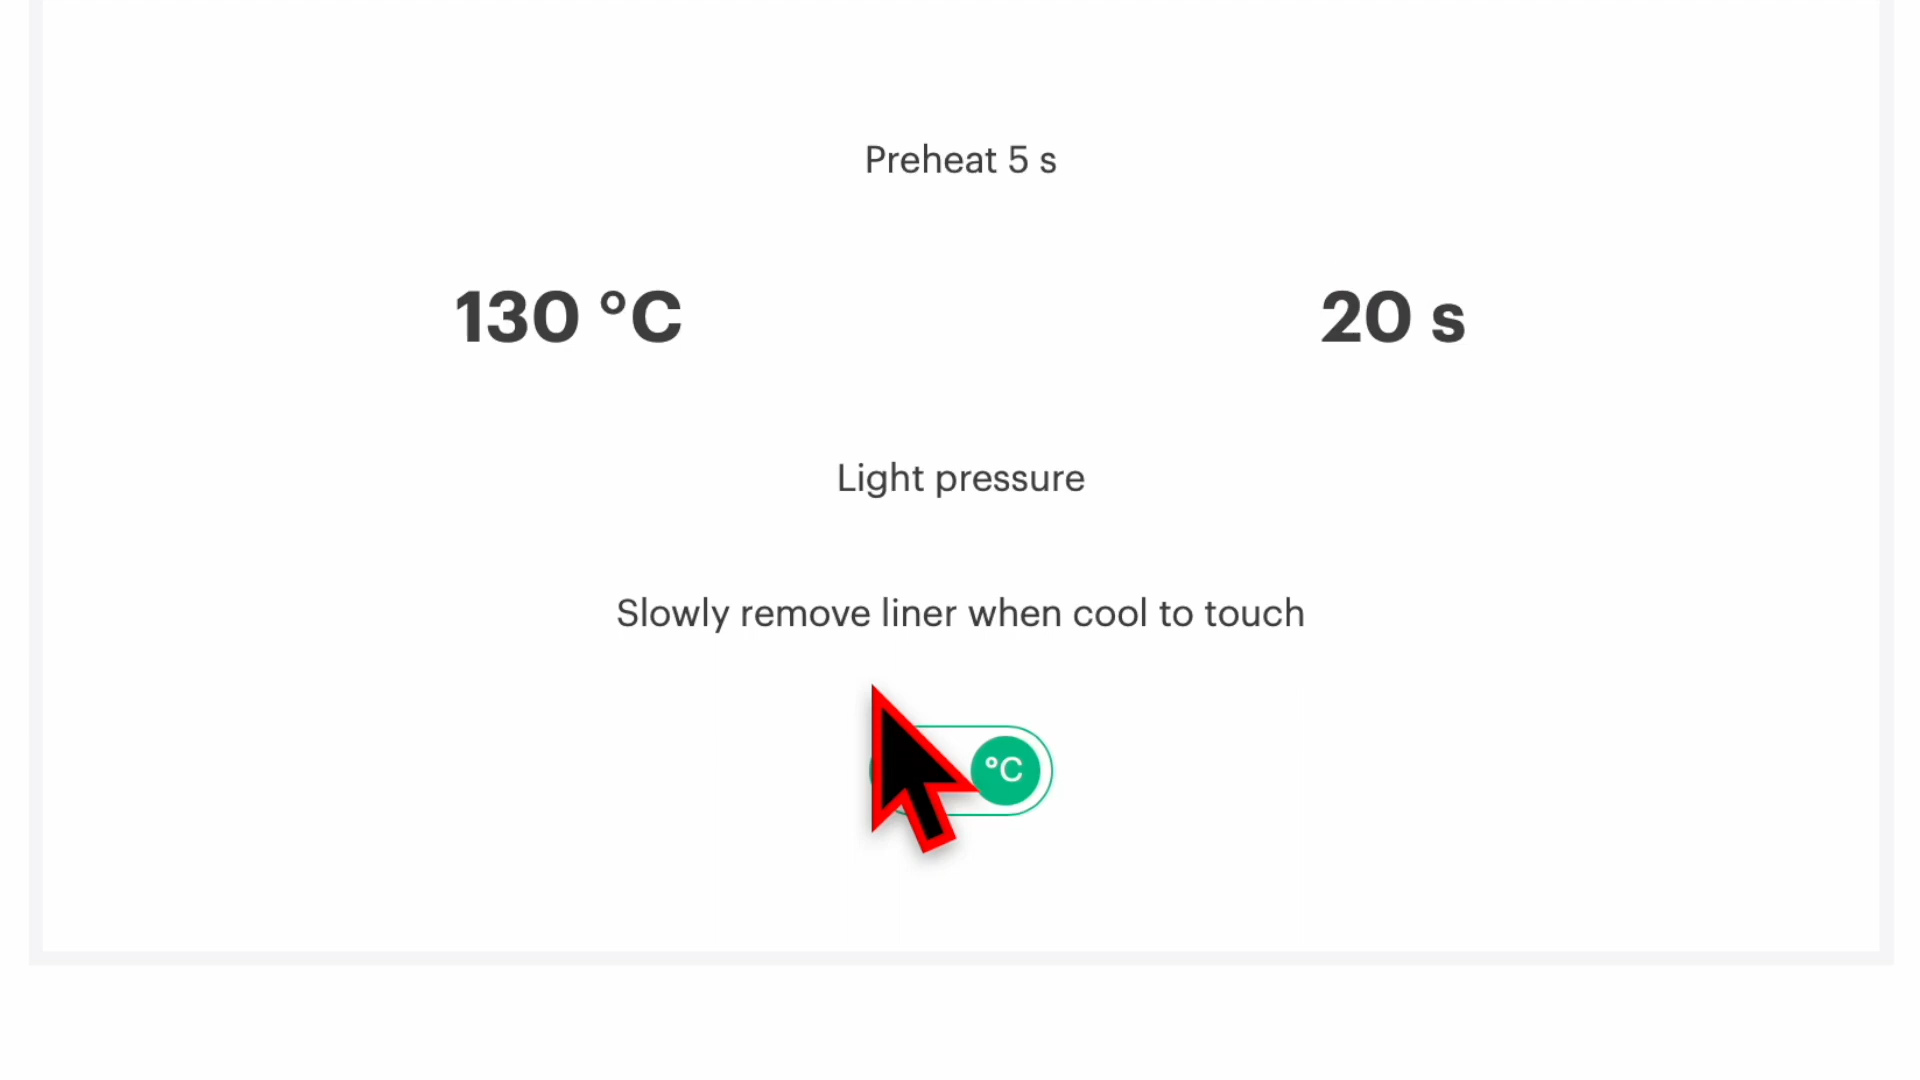 Preheat 5 s
130 °C 20 s
Light pressure
Slowly remove liner when cool to touch
°C